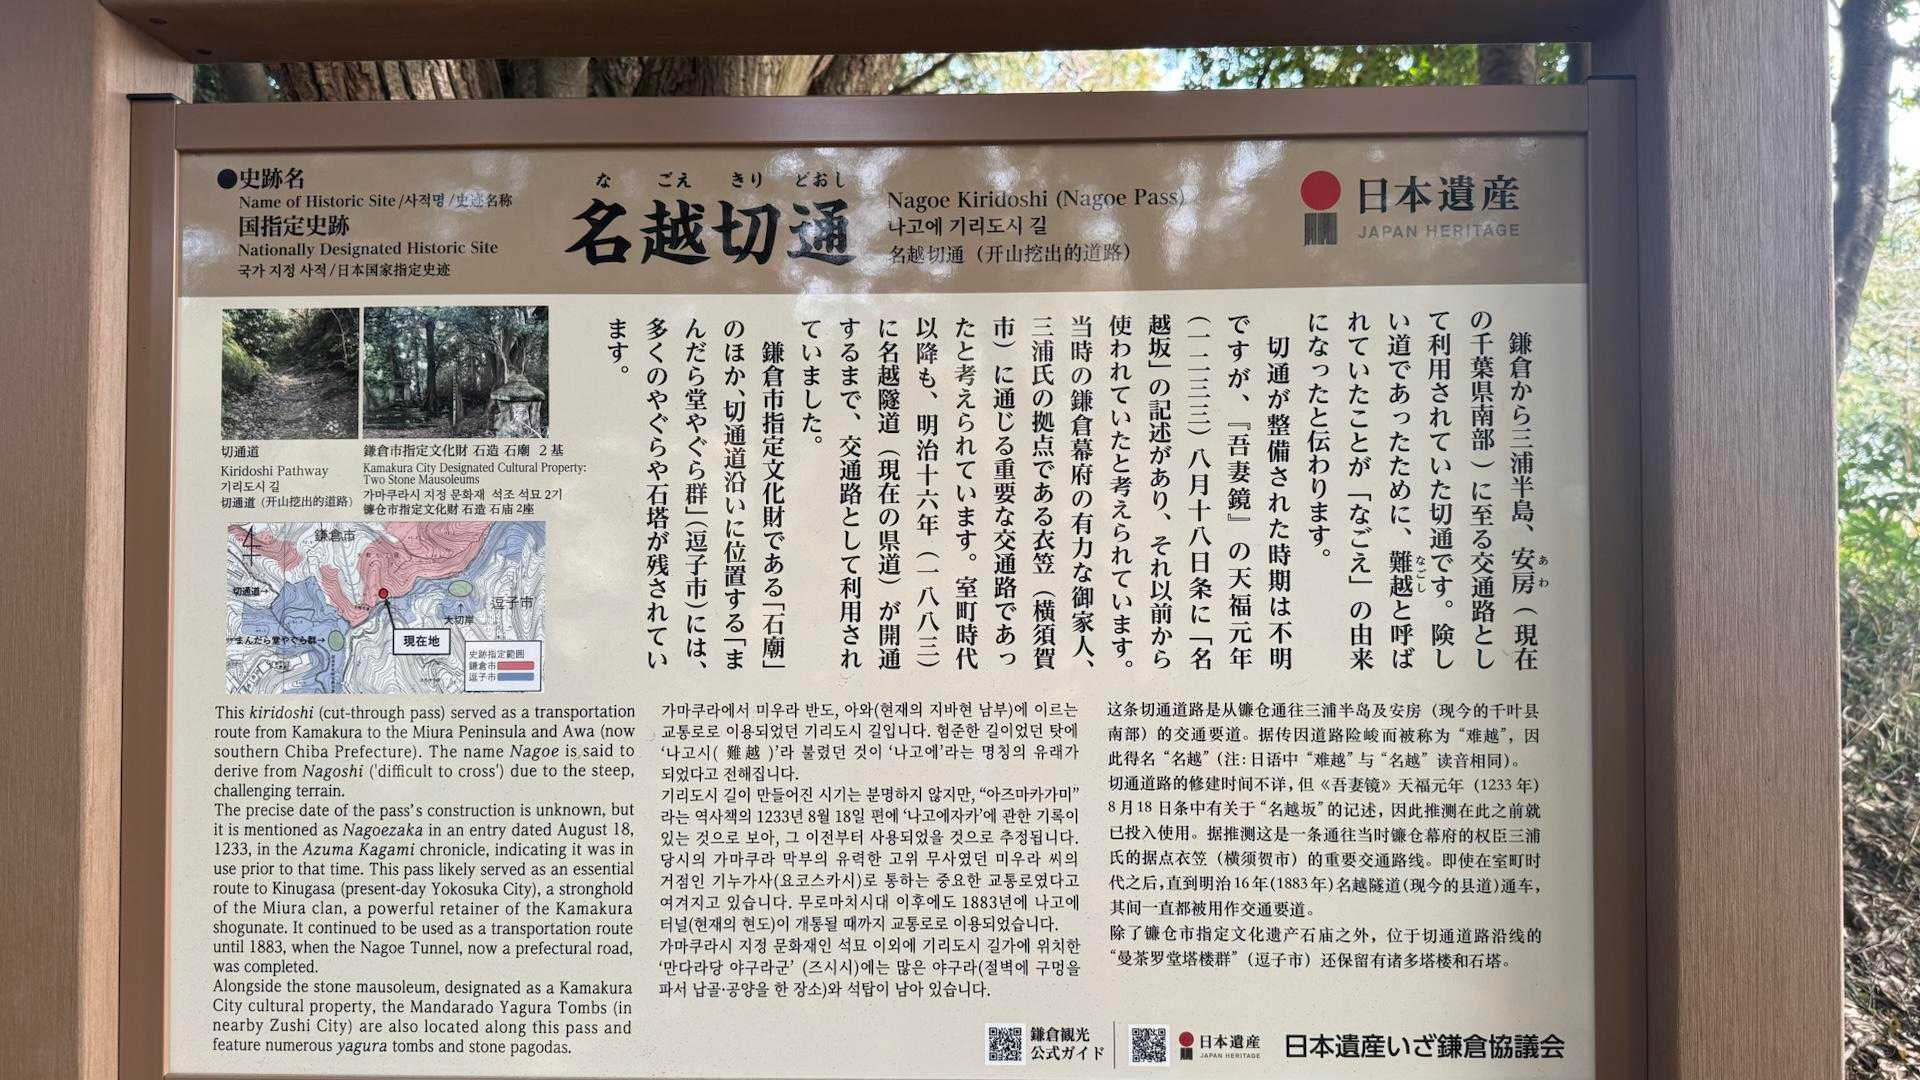 ●史跡名
Name of Historic Site/사적명/史迹名称
国指定史跡
Nationally Designated Historic Site
국가 지정 사적/日本国家指定史迹
な ごえ きり どおし
名越切通
Nagoe Kiridoshi (Nagoe Pass)
나고에 기리도시 길
名越切通（开山挖出的道路）
日本遺産
JAPAN HERITAGE
鎌倉から三浦半島、安房（現在
あわ
の千葉県南部）に至る交通路とし
て利用されていた切通です。険し
い道であったために、難越と呼ば
なごし
れていたことが「なごえ」の由来
になったと伝わります。
切通が整備された時期は不明
ですが、『吾妻鏡』の天福元年
（一二三三）八月十八日条に「名
越坂」の記述があり、それ以前から
使われていたと考えられています。
当時の鎌倉幕府の有力な御家人、
三浦氏の拠点である衣笠（横須賀
市）に通じる重要な交通路であっ
たと考えられています。室町時代
以降も、明治十六年（一八八三）
に名越隧道（現在の県道）が開通
するまで、交通路として利用され
ていました。
鎌倉市指定文化財である「石廟」
のほか、切通道沿いに位置する「ま
んだら堂やぐら群」（逗子市）には、
多くのやぐらや石塔が残されてい
ます。
切通道
Kiridoshi Pathway
기리도시 길
切通道（开山挖出的道路）
鎌倉市指定文化財 石造 石廟 2基
Kamakura City Designated Cultural Property:
Two Stone Mausoleums
가마쿠라시 지정 문화재 석조 석묘 2기
镰仓市指定文化财 石造 石庙 2座
鎌倉市
切通道→
逗子市
大切岸
まんだら堂やぐら群→
現在地
史跡指定範囲
鎌倉市
逗子市
This kiridoshi (cut-through pass) served as a transportation
route from Kamakura to the Miura Peninsula and Awa (now
southern Chiba Prefecture). The name Nagoe is said to
derive from Nagoshi ('difficult to cross') due to the steep,
challenging terrain.
The precise date of the pass's construction is unknown, but
it is mentioned as Nagoezaka in an entry dated August 18,
1233, in the Azuma Kagami chronicle, indicating it was in
use prior to that time. This pass likely served as an essential
route to Kinugasa (present-day Yokosuka City), a stronghold
of the Miura clan, a powerful retainer of the Kamakura
shogunate. It continued to be used as a transportation route
until 1883, when the Nagoe Tunnel, now a prefectural road,
was completed.
Alongside the stone mausoleum, designated as a Kamakura
City cultural property, the Mandarado Yagura Tombs (in
nearby Zushi City) are also located along this pass and
feature numerous yagura tombs and stone pagodas.
가마쿠라에서 미우라 반도, 아와(현재의 지바현 남부)에 이르는
교통로로 이용되었던 기리도시 길입니다. 험준한 길이었던 탓에
‘나고시( 難越 )’라 불렸던 것이 ‘나고에’라는 명칭의 유래가
되었다고 전해집니다.
기리도시 길이 만들어진 시기는 분명하지 않지만, “아즈마카가미”
라는 역사책의 1233년 8월 18일 편에 ‘나고에자카’에 관한 기록이
있는 것으로 보아, 그 이전부터 사용되었을 것으로 추정됩니다.
당시의 가마쿠라 막부의 유력한 고위 무사였던 미우라 씨의
거점인 기누가사(요코스카시)로 통하는 중요한 교통로였다고
여겨지고 있습니다. 무로마치시대 이후에도 1883년에 나고에
터널(현재의 현도)이 개통될 때까지 교통로로 이용되었습니다.
가마쿠라시 지정 문화재인 석묘 이외에 기리도시 길가에 위치한
‘만다라당 야구라군’ (즈시시)에는 많은 야구라(절벽에 구멍을
파서 납골·공양을 한 장소)와 석탑이 남아 있습니다.
这条切通道路是从镰仓通往三浦半岛及安房（现今的千叶县
南部）的交通要道。据传因道路险峻而被称为“难越”，因
此得名“名越”（注：日语中“难越”与“名越”读音相同）。
切通道路的修建时间不详，但《吾妻镜》天福元年（1233 年）
8 月 18 日条中有关于“名越坂”的记述，因此推测在此之前就
已投入使用。据推测这是一条通往当时镰仓幕府的权臣三浦
氏的据点衣笠（横须贺市）的重要交通路线。即使在室町时
代之后，直到明治16年(1883年)名越隧道(现今的县道)通车，
其间一直都被用作交通要道。
除了镰仓市指定文化遗产石庙之外，位于切通道路沿线的
“曼荼罗堂塔楼群”（逗子市）还保留有诸多塔楼和石塔。
鎌倉観光
公式ガイド
日本遺産
JAPAN HERITAGE
日本遺産いざ鎌倉協議会